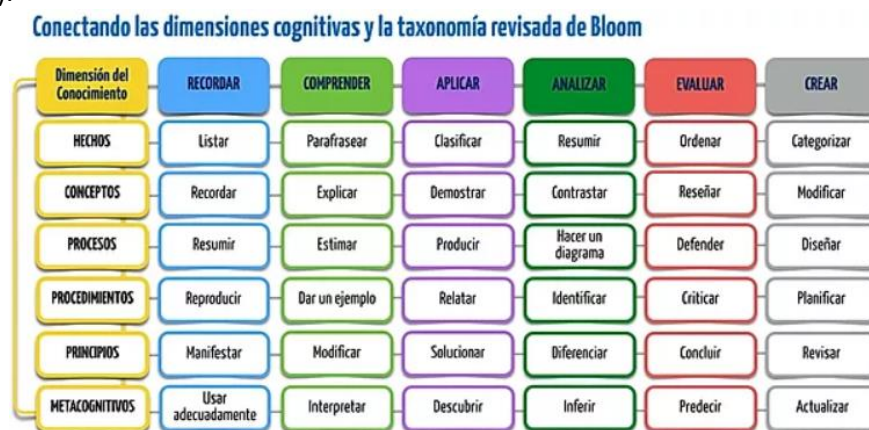 ).
Conectando las dimensiones cognitivas y la taxonomía revisada de Bloom
Dimensión del
Conocimiento
RECORDAR
COMPRENDER
APLICAR
ANALIZAR
EVALUAR
CREAR
HECHOS
Listar
Parafrasear
Clasificar
Resumir
Ordenar
Categorizar
CONCEPTOS
Recordar
Explicar
Demostrar
Contrastar
Reseñar
Modificar
PROCESOS
Resumir
Estimar
Producir
Hacer un
diagrama
Defender
Diseñar
PROCEDIMIENTOS
Reproducir
Dar un ejemplo
Relatar
Identificar
Criticar
Planificar
PRINCIPIOS
Manifestar
Modificar
Solucionar
Diferenciar
Concluir
Revisar
METACOGNITIVOS
Usar
adecuadamente
Interpretar
Descubrir
Inferir
Predecir
Actualizar